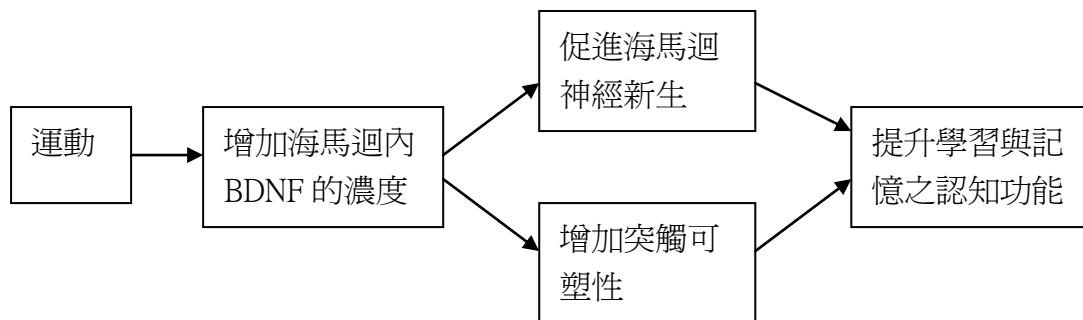 運動
增加海馬迴內
BDNF 的濃度
促進海馬迴
神經新生
增加突觸可
塑性
提升學習與記
憶之認知功能